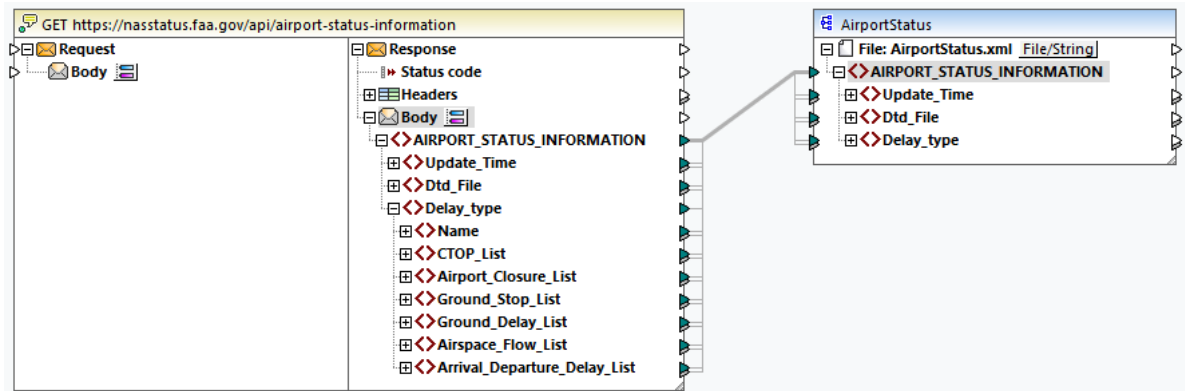 GET https://nasstatus.faa.gov/api/airport-status-information
Request
Body
Response
Status code
Headers
Body
AIRPORT_STATUS_INFORMATION
Update_Time
Dtd_File
Delay_type
Name
CTOP_List
Airport_Closure_List
Ground_Stop_List
Ground_Delay_List
Airspace_Flow_List
Arrival_Departure_Delay_List
AirportStatus
File: AirportStatus.xml File/String
AIRPORT_STATUS_INFORMATION
Update_Time
Dtd_File
Delay_type